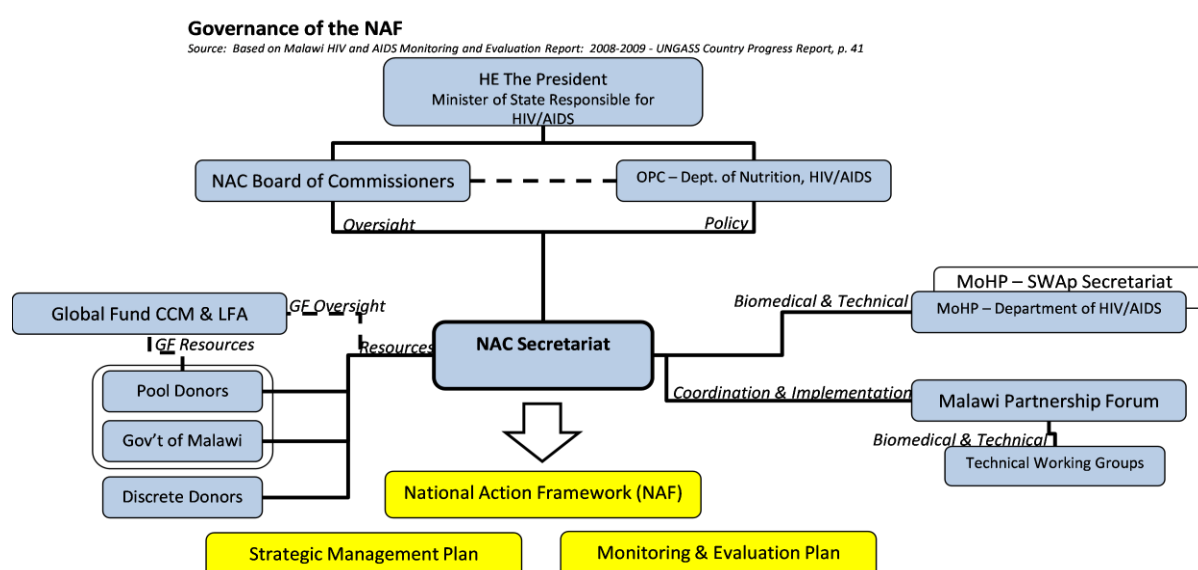 Governance of the NAF
Source: Based on Malawi HIV and AIDS Monitoring and Evaluation Report: 2008-2009 - UNGASS Country Progress Report, p. 41
HE The President
Minister of State Responsible for
HIV/AIDS
NAC Board of Commissioners
OPC – Dept. of Nutrition, HIV/AIDS
Oversight
Policy
MoHP – SWAp Secretariat
Biomedical & Technical
MoHP – Department of HIV/AIDS
Global Fund CCM & LFA
GF Oversight
GF Resources
Resources
NAC Secretariat
Pool Donors
Gov't of Malawi
Discrete Donors
Coordination & Implementation
Malawi Partnership Forum
Biomedical & Technical
Technical Working Groups
National Action Framework (NAF)
Strategic Management Plan
Monitoring & Evaluation Plan